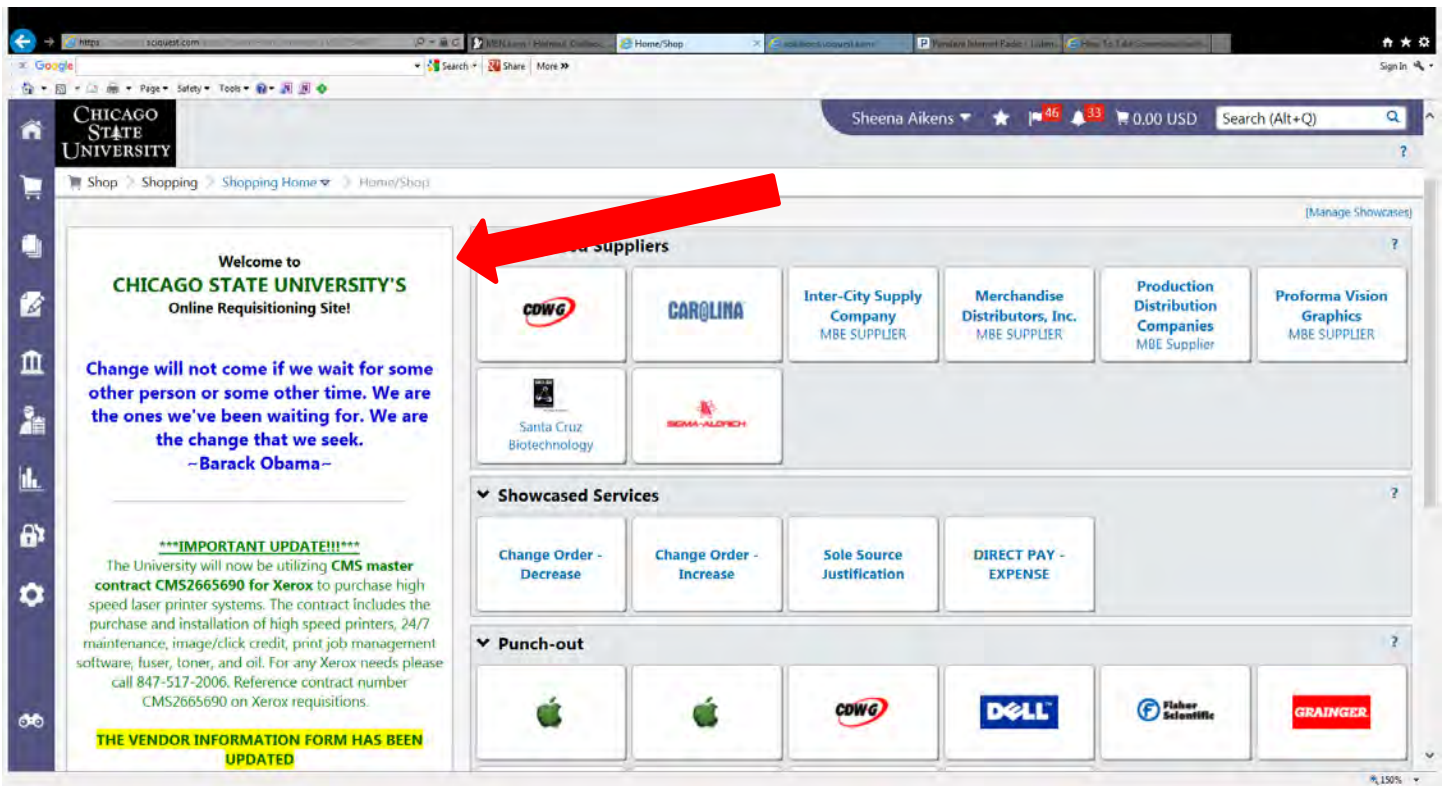 https sciquest.com
Home/Shop
Google
Search
Share More »
Sign In
Page Safety Tools
CHICAGO
STATE
UNIVERSITY
Sheena Aikens
46
33
0.00 USD
Search (Alt+Q)
?
Shop > Shopping > Shopping Home > Home/Shop
[Manage Showcases]
Welcome to
CHICAGO STATE UNIVERSITY'S
Online Requisitioning Site!
Change will not come if we wait for some
other person or some other time. We are
the ones we've been waiting for. We are
the change that we seek.
~Barack Obama~
***IMPORTANT UPDATE!!!***
The University will now be utilizing CMS master
contract CMS2665690 for Xerox to purchase high
speed laser printer systems. The contract includes the
purchase and installation of high speed printers, 24/7
maintenance, image/click credit, print job management
software, fuser, toner, and oil. For any Xerox needs please
call 847-517-2006. Reference contract number
CMS2665690 on Xerox requisitions.
THE VENDOR INFORMATION FORM HAS BEEN
UPDATED
Suppliers
?
CDWG
CAROLINA
Inter-City Supply
Company
MBE SUPPLIER
Merchandise
Distributors, Inc.
MBE SUPPLIER
Production
Distribution
Companies
MBE Supplier
Proforma Vision
Graphics
MBE SUPPLIER
Santa Cruz
Biotechnology
SIGMA-ALDRICH
Showcased Services
?
Change Order -
Decrease
Change Order -
Increase
Sole Source
Justification
DIRECT PAY -
EXPENSE
Punch-out
?
CDWG
DELL
Fisher
Scientific
GRAINGER
150%